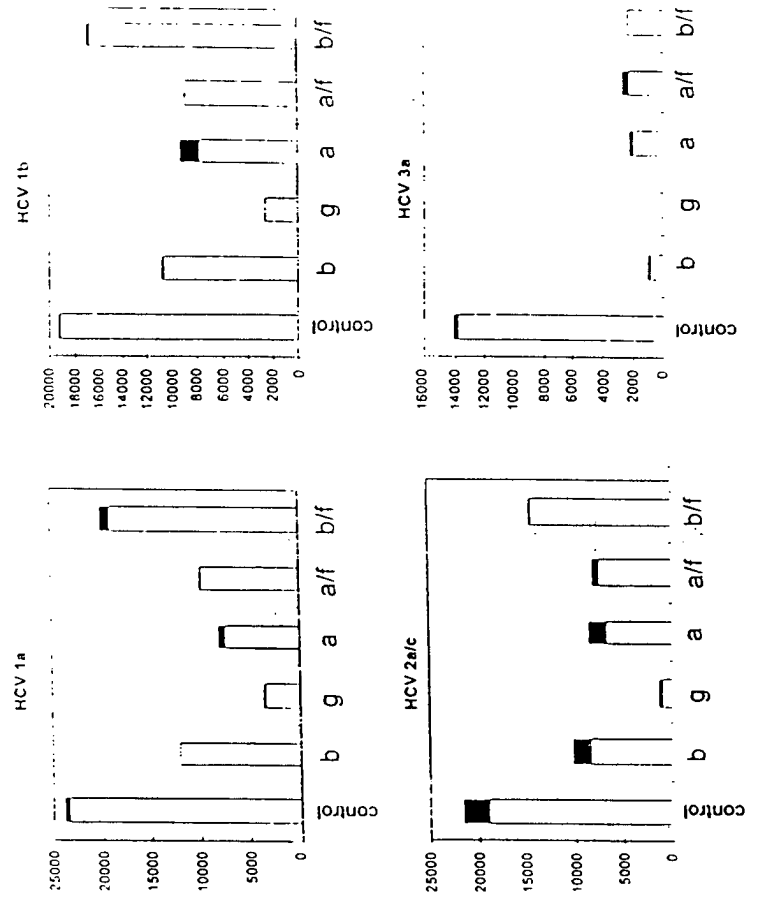 HCV 1b
20000
18000
16000
14000
12000
10000
8000
6000
4000
2000
0
control
b
g
a
a/f
b/f
HCV 3a
16000
14000
12000
10000
8000
6000
4000
2000
0
control
b
g
a
a/f
b/f
HCV 1a
25000
20000
15000
10000
5000
0
control
b
g
a
a/f
b/f
HCV 2a/c
25000
20000
15000
10000
5000
0
control
b
g
a
a/f
b/f